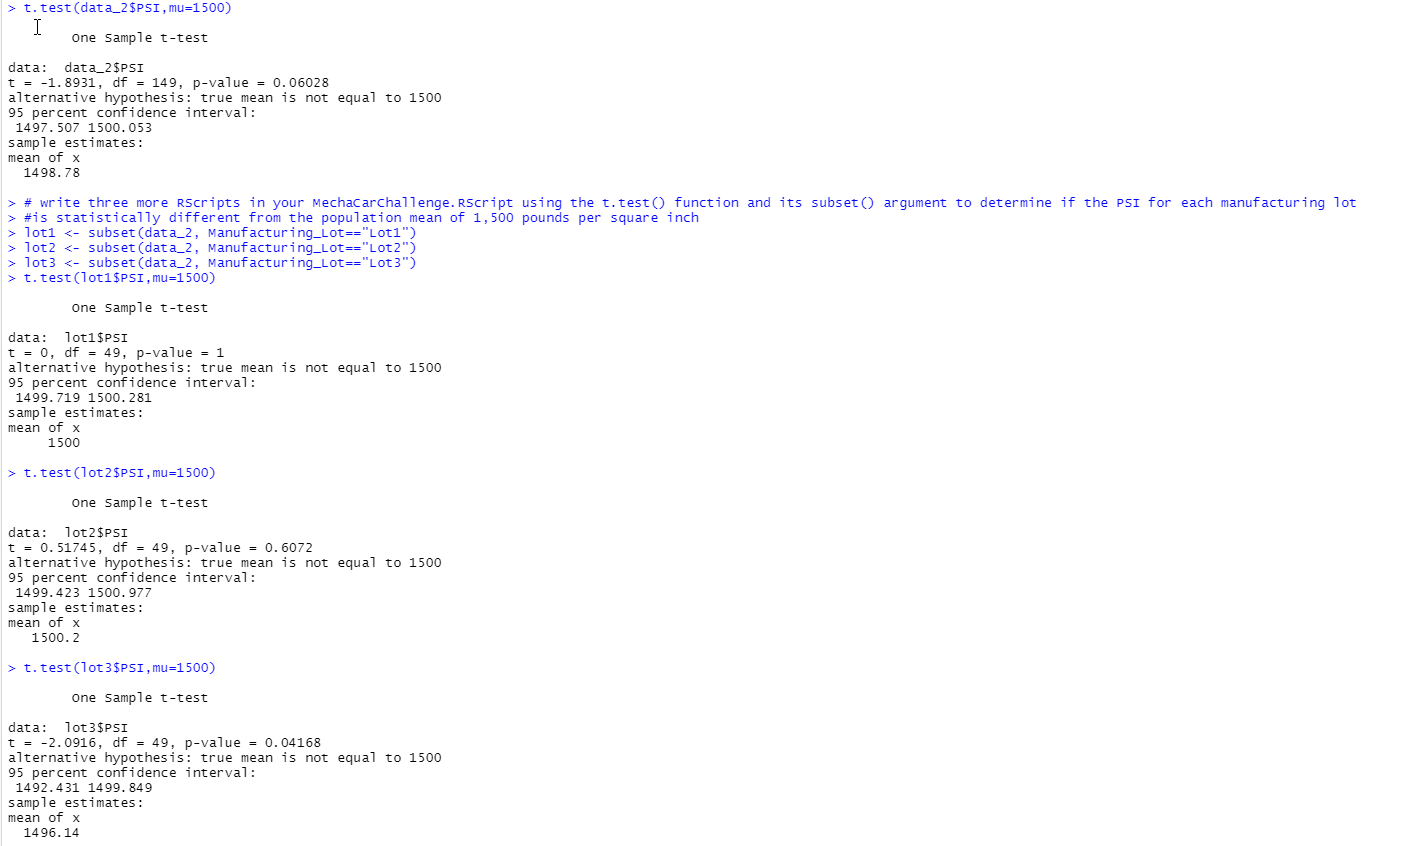 > t.test(data_2$PSI,mu=1500)
One Sample t-test
data:  data_2$PSI
t = -1.8931, df = 149, p-value = 0.06028
alternative hypothesis: true mean is not equal to 1500
95 percent confidence interval:
1497.507 1500.053
sample estimates:
mean of x
1498.78
> # write three more RScripts in your MechaCarChallenge.RScript using the t.test() function and its subset() argument to determine if the PSI for each manufacturing lot
> #is statistically different from the population mean of 1,500 pounds per square inch
> lot1 <- subset(data_2, Manufacturing_Lot=="Lot1")
> lot2 <- subset(data_2, Manufacturing_Lot=="Lot2")
> lot3 <- subset(data_2, Manufacturing_Lot=="Lot3")
> t.test(lot1$PSI,mu=1500)
One Sample t-test
data:  lot1$PSI
t = 0, df = 49, p-value = 1
alternative hypothesis: true mean is not equal to 1500
95 percent confidence interval:
1499.719 1500.281
sample estimates:
mean of x
1500
> t.test(lot2$PSI,mu=1500)
One Sample t-test
data:  lot2$PSI
t = 0.51745, df = 49, p-value = 0.6072
alternative hypothesis: true mean is not equal to 1500
95 percent confidence interval:
1499.423 1500.977
sample estimates:
mean of x
1500.2
> t.test(lot3$PSI,mu=1500)
One Sample t-test
data:  lot3$PSI
t = -2.0916, df = 49, p-value = 0.04168
alternative hypothesis: true mean is not equal to 1500
95 percent confidence interval:
1492.431 1499.849
sample estimates:
mean of x
1496.14